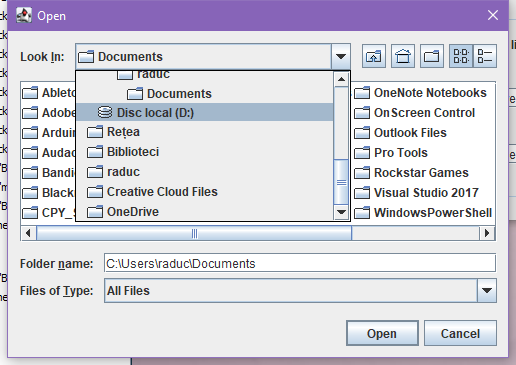 Open
Look In: Documents
raduc
Documents
Disc local (D:)
Rețea
Biblioteci
raduc
Creative Cloud Files
OneDrive
Ableto
Adobe
Arduin
Audac
Bandi
Black
CPY_S
OneNote Notebooks
OnScreen Control
Outlook Files
Pro Tools
Rockstar Games
Visual Studio 2017
WindowsPowerShell
Folder name: C:\Users\raduc\Documents
Files of Type: All Files
Open Cancel